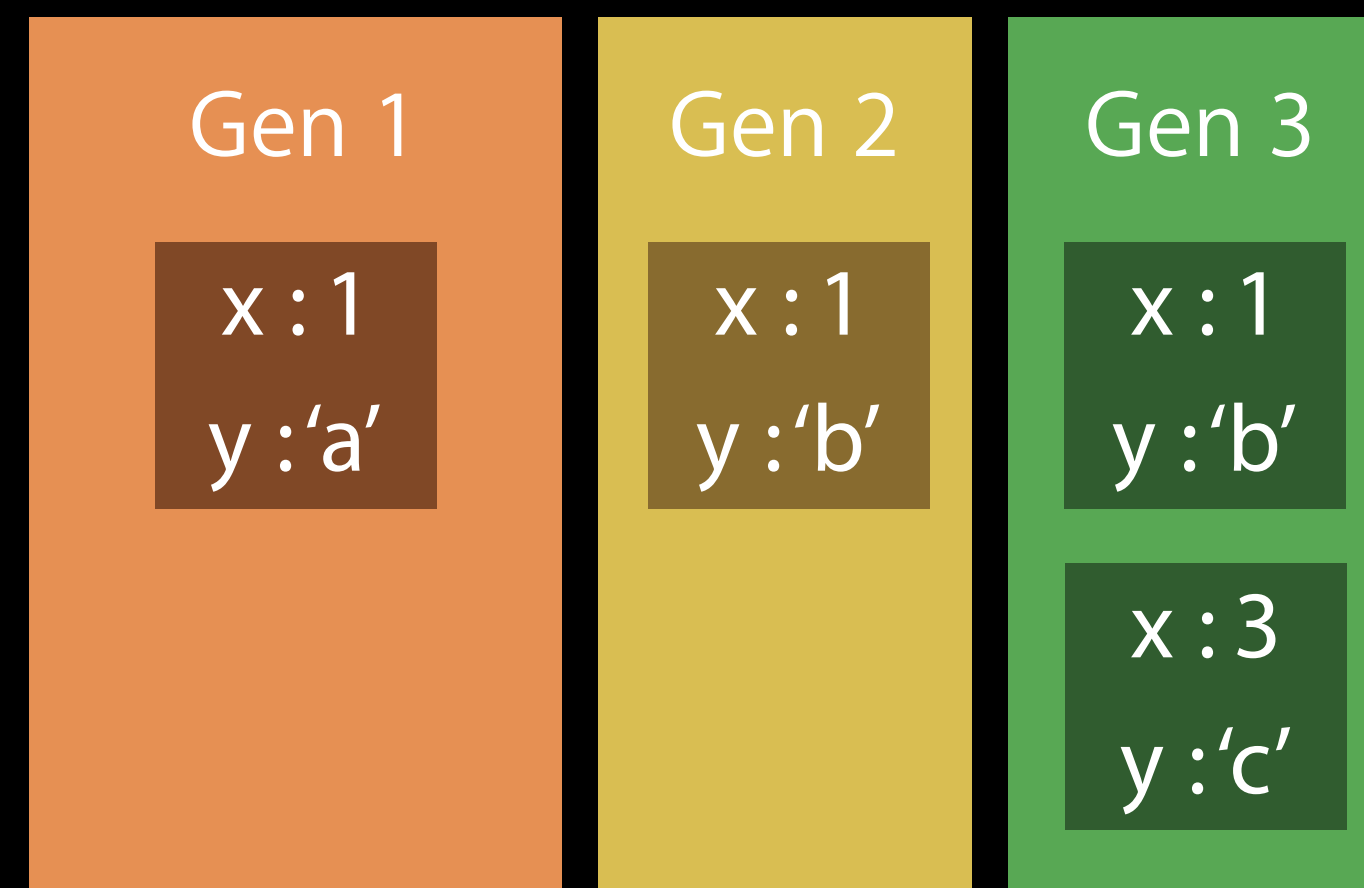 Gen 1
x : 1
y : ‘a’
Gen 2
x : 1
y : ‘b’
Gen 3
x : 1
y : ‘b’
x : 3
y : ‘c’